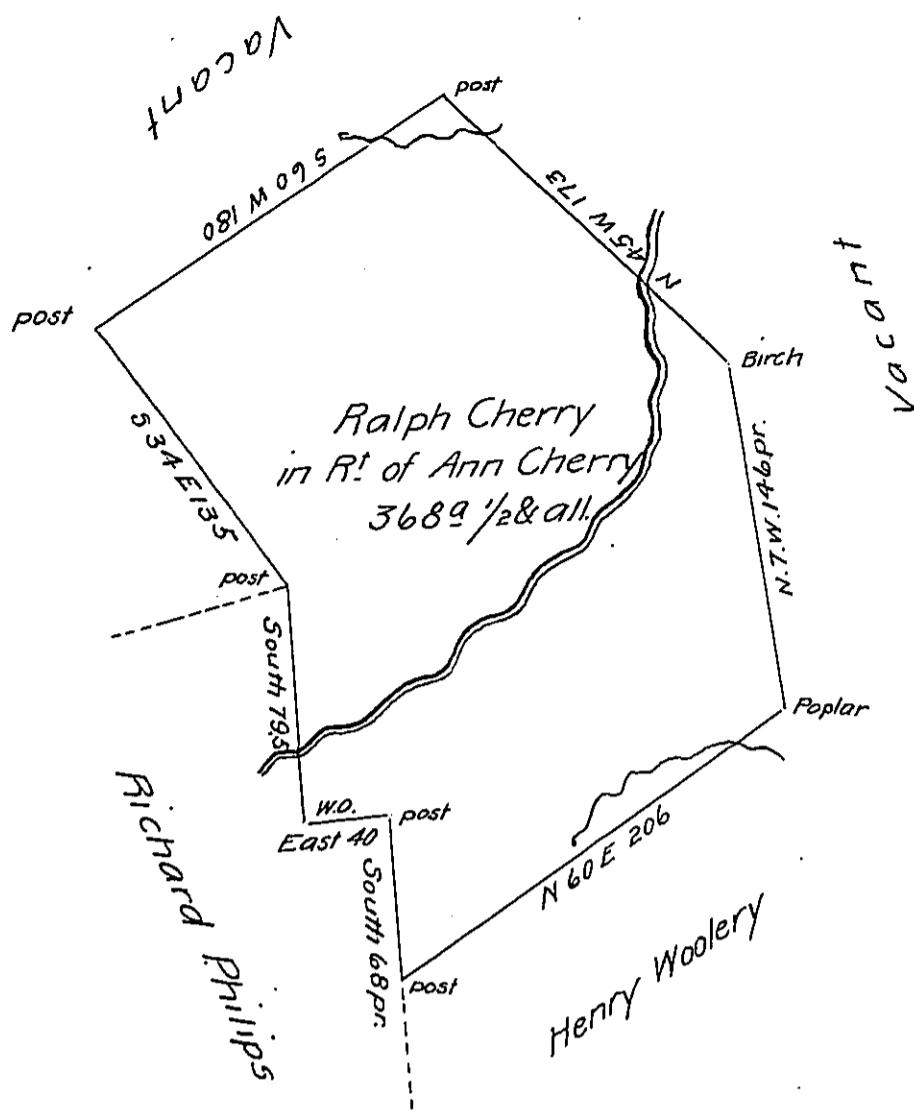 Vacant
post
S 60 W 180
N 45 W 173
Vacant
post
Birch
S 34 E 135
Ralph Cherry
in Rt of Ann Cherry
368a 1/2 & all.
N.7.W.146 pr.
post
South 79.5
Poplar
W.O.
post
East 40
Richard Philips
South 68 pr.
N 60 E 206
post
Henry Woolery